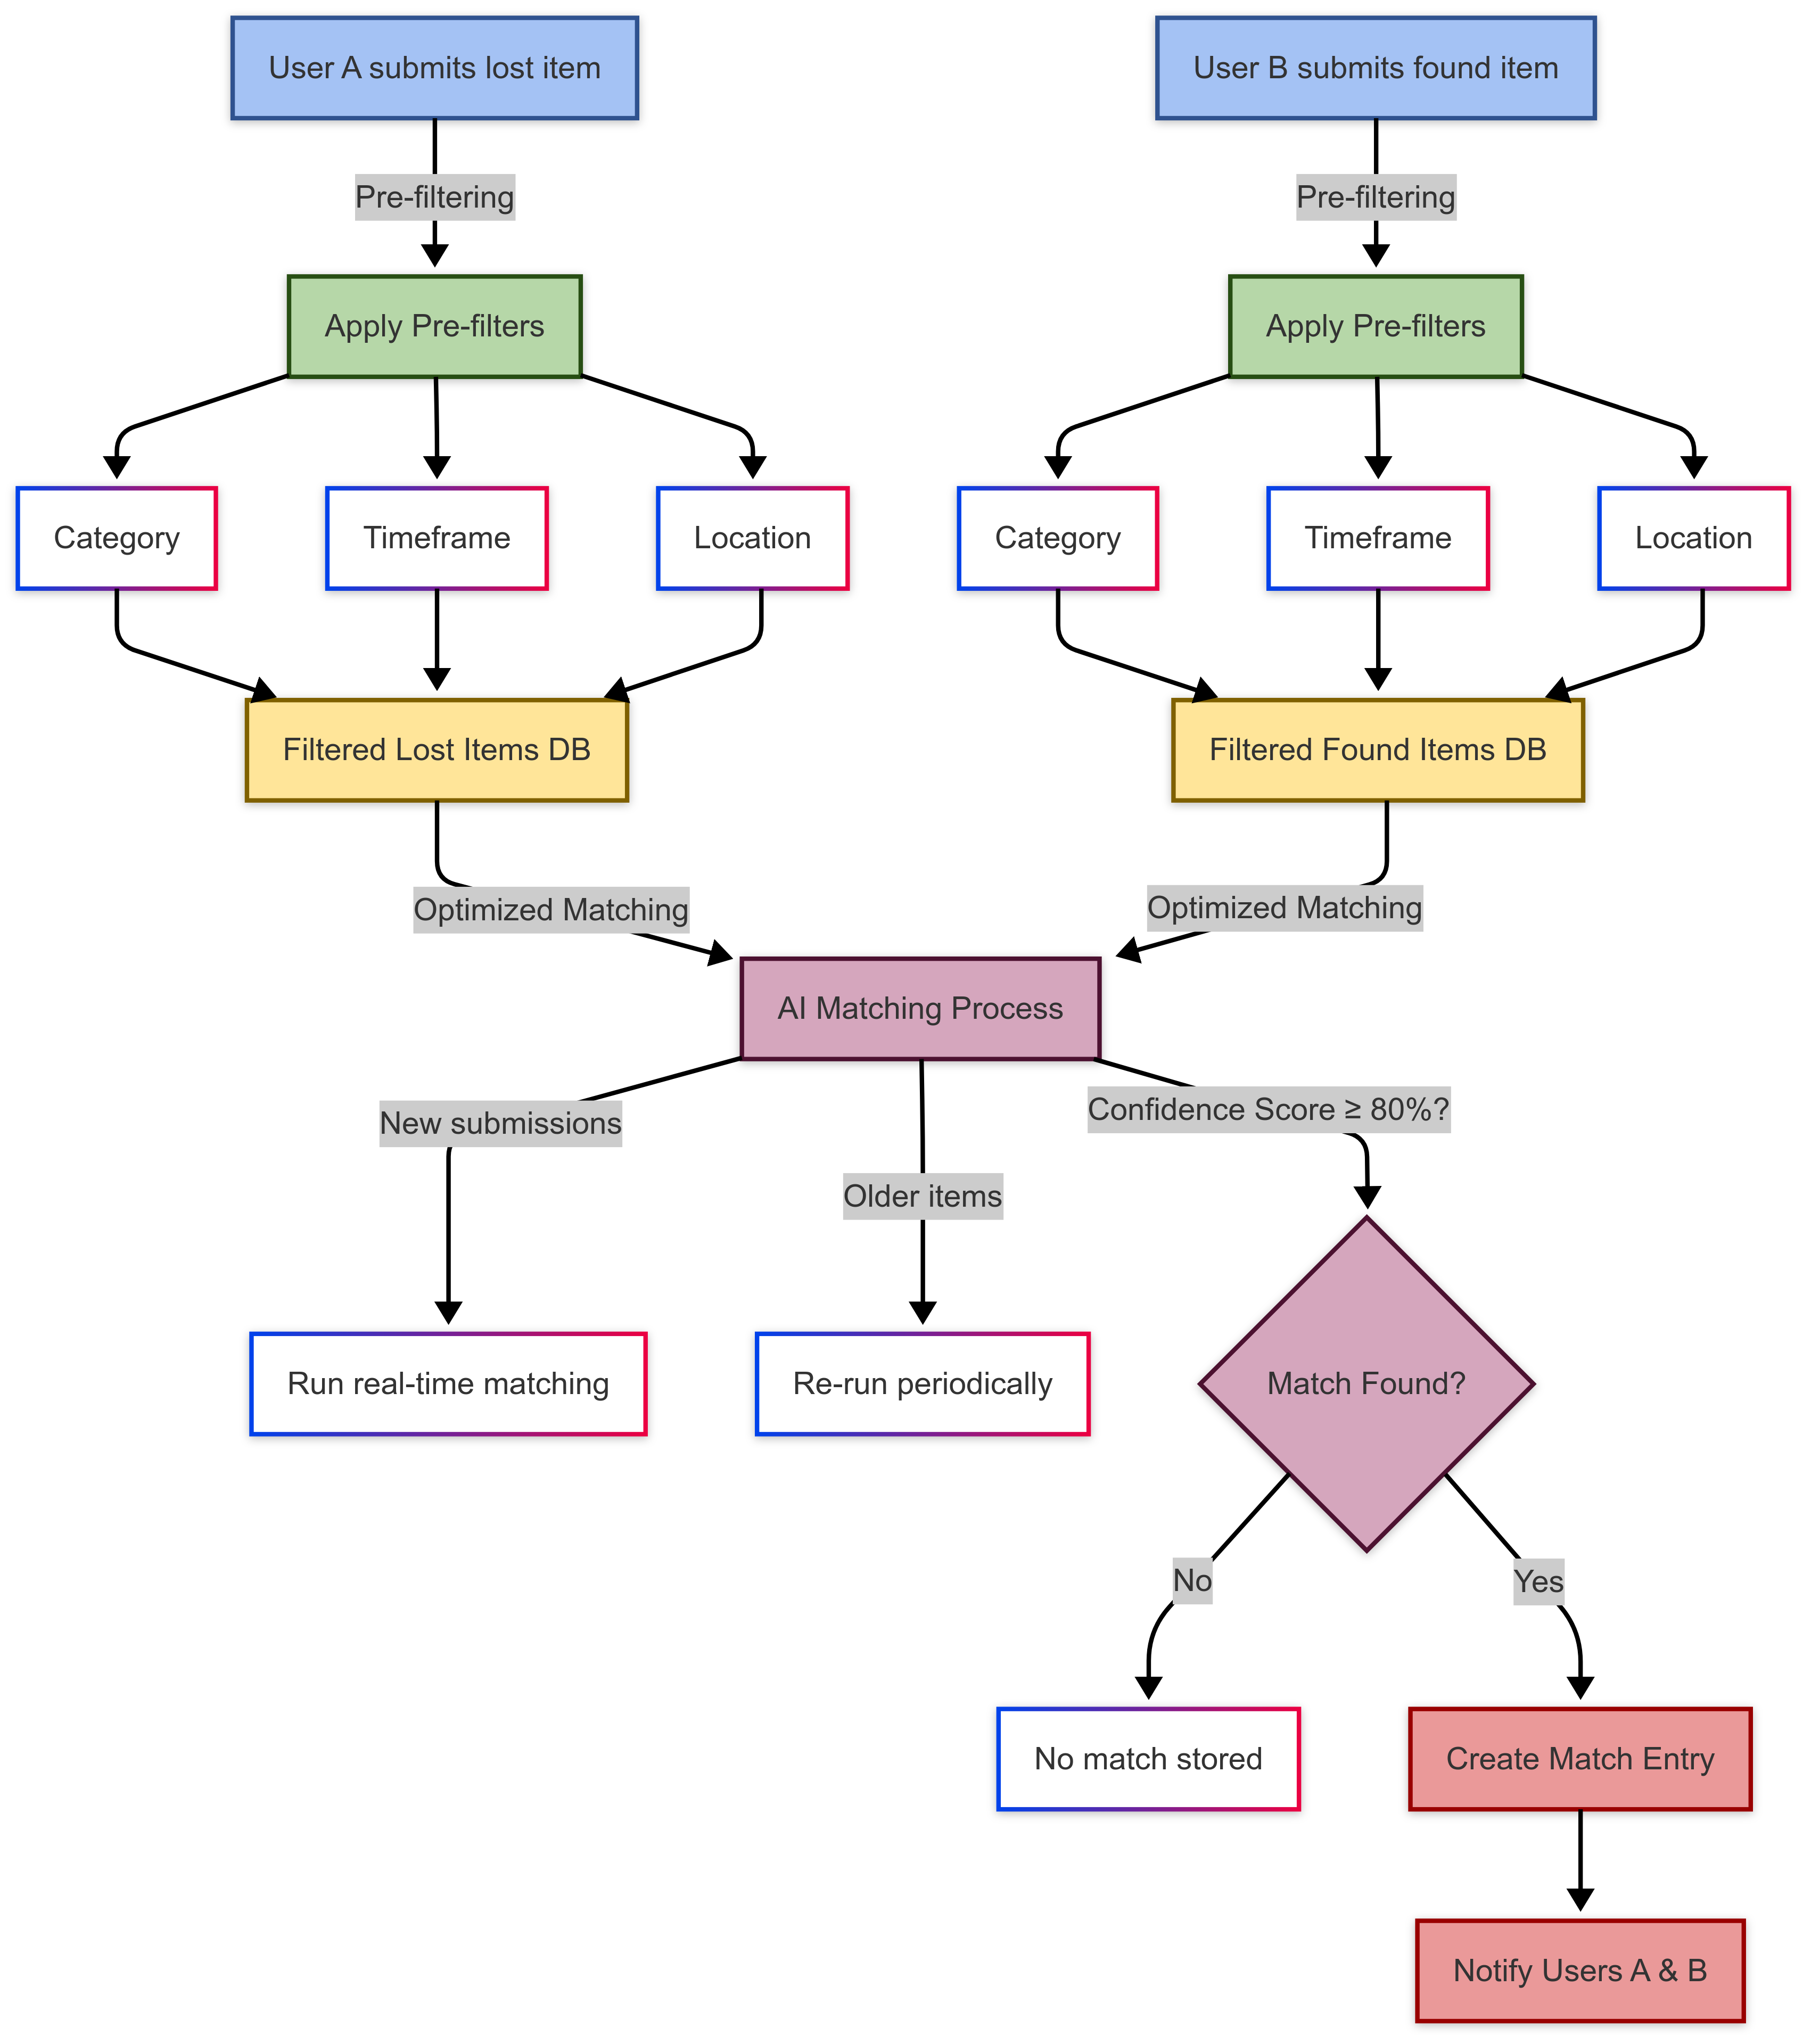 User A submits lost item
User B submits found item
Pre-filtering
Pre-filtering
Apply Pre-filters
Apply Pre-filters
Category
Timeframe
Location
Category
Timeframe
Location
Filtered Lost Items DB
Filtered Found Items DB
Optimized Matching
Optimized Matching
AI Matching Process
New submissions
Older items
Confidence Score ≥ 80%?
Run real-time matching
Re-run periodically
Match Found?
No
Yes
No match stored
Create Match Entry
Notify Users A & B